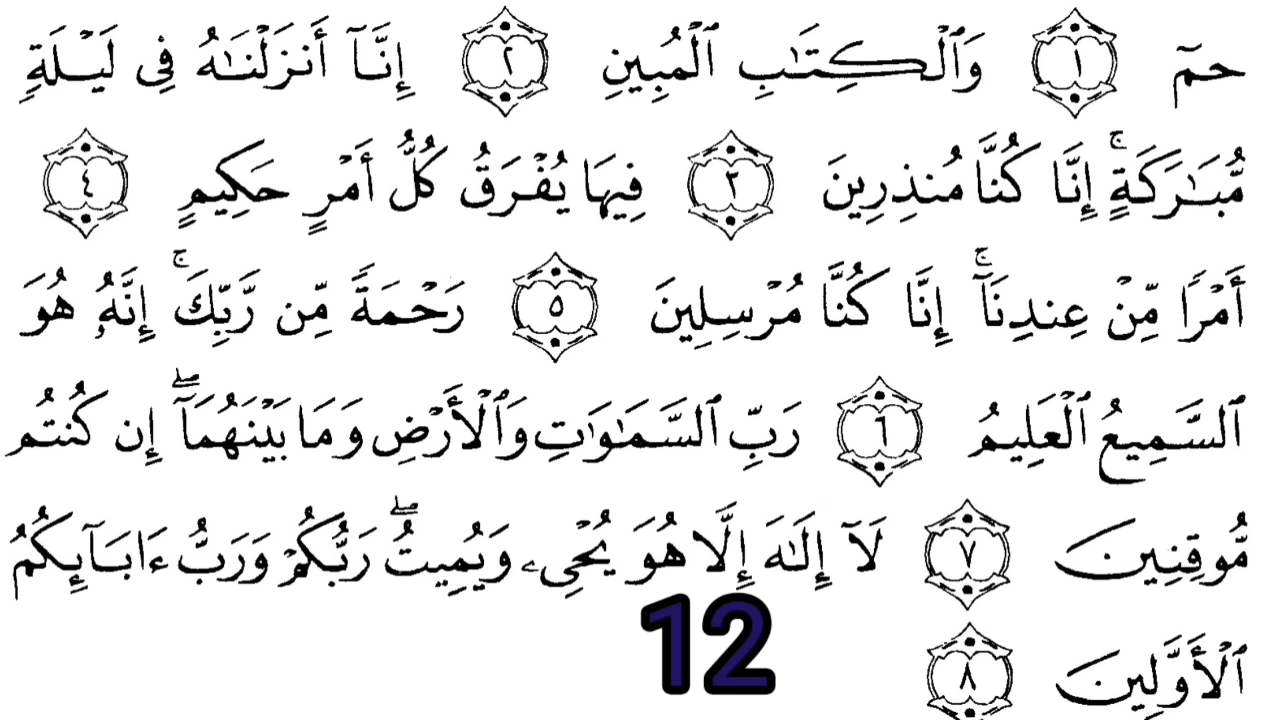 حمٓ ١ وَٱلْكِتَـٰبِ ٱلْمُبِينِ ٢ إِنَّآ أَنزَلْنَـٰهُ فِى لَيْـلَةٍ
مُّبَـٰرَكَةٍ ۚ إِنَّا كُنَّا مُنذِرِينَ ٣ فِيهَا يُفْرَقُ كُلُّ أَمْرٍ حَكِيمٍ ٤
أَمْرًا مِّنْ عِندِنَآ ۚ إِنَّا كُنَّا مُرْسِلِينَ ٥ رَحْمَةً مِّن رَّبِّكَ ۚ إِنَّهُۥ هُوَ
ٱلسَّمِيعُ ٱلْعَلِيمُ ٦ رَبِّ ٱلسَّمَـٰوَٰتِ وَٱلْأَرْضِ وَمَا بَيْنَهُمَآ ۖ إِن كُنتُم
مُّوقِنِينَ ٧ لَآ إِلَـٰهَ إِلَّا هُوَ يُحْىِۦ وَيُمِيتُ ۖ رَبُّكُمْ وَرَبُّ ءَابَآئِكُمُ
12
ٱلْأَوَّلِينَ ٨